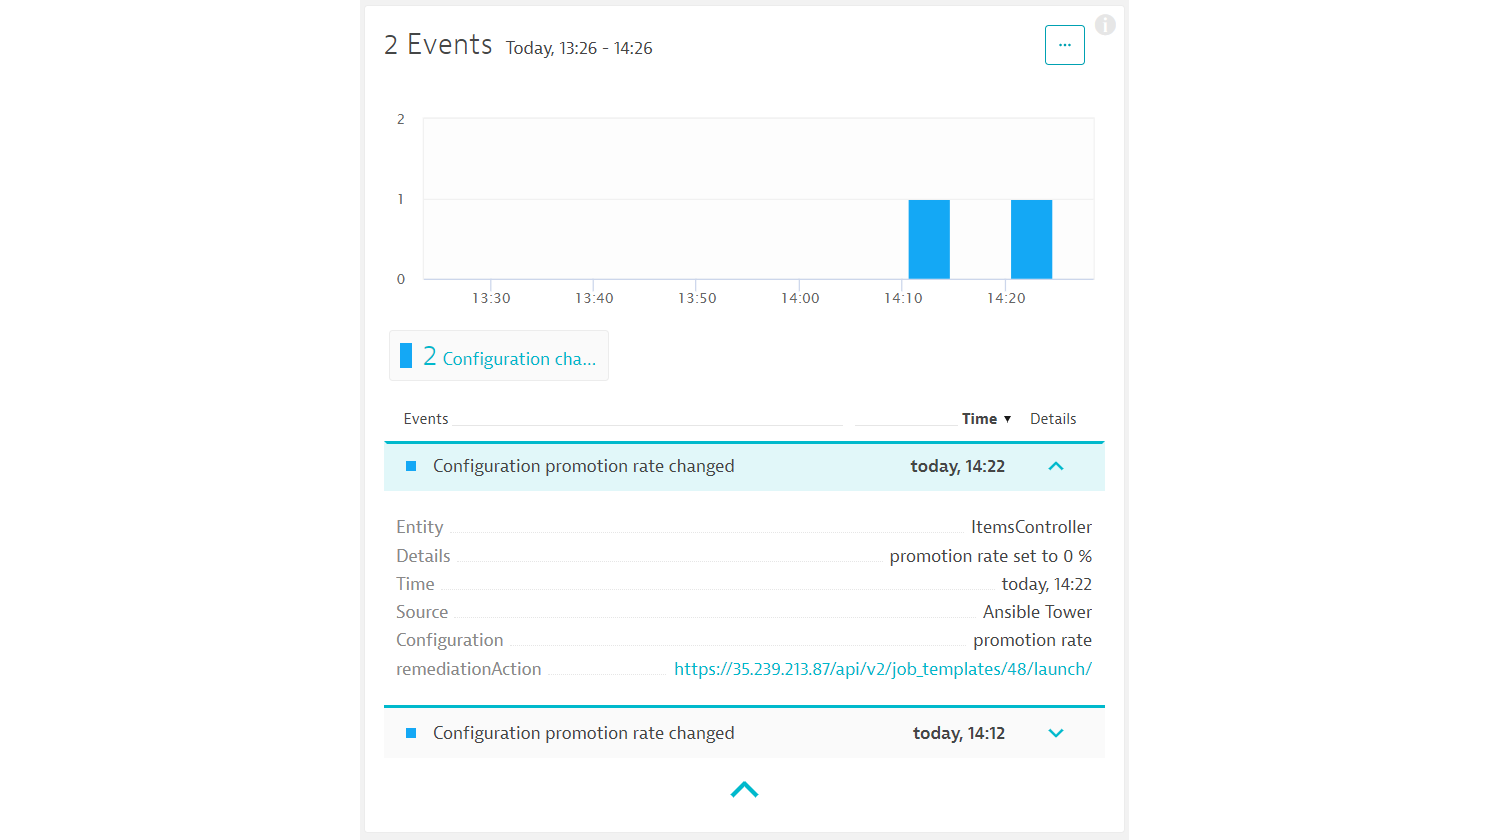 2 Events Today, 13:26 - 14:26
...
i
2
1
0
13:30 13:40 13:50 14:00 14:10 14:20
2 Configuration cha...
Events Time ▼ Details
Configuration promotion rate changed today, 14:22
Entity ItemsController
Details promotion rate set to 0 %
Time today, 14:22
Source Ansible Tower
Configuration promotion rate
remediationAction https://35.239.213.87/api/v2/job_templates/48/launch/
Configuration promotion rate changed today, 14:12